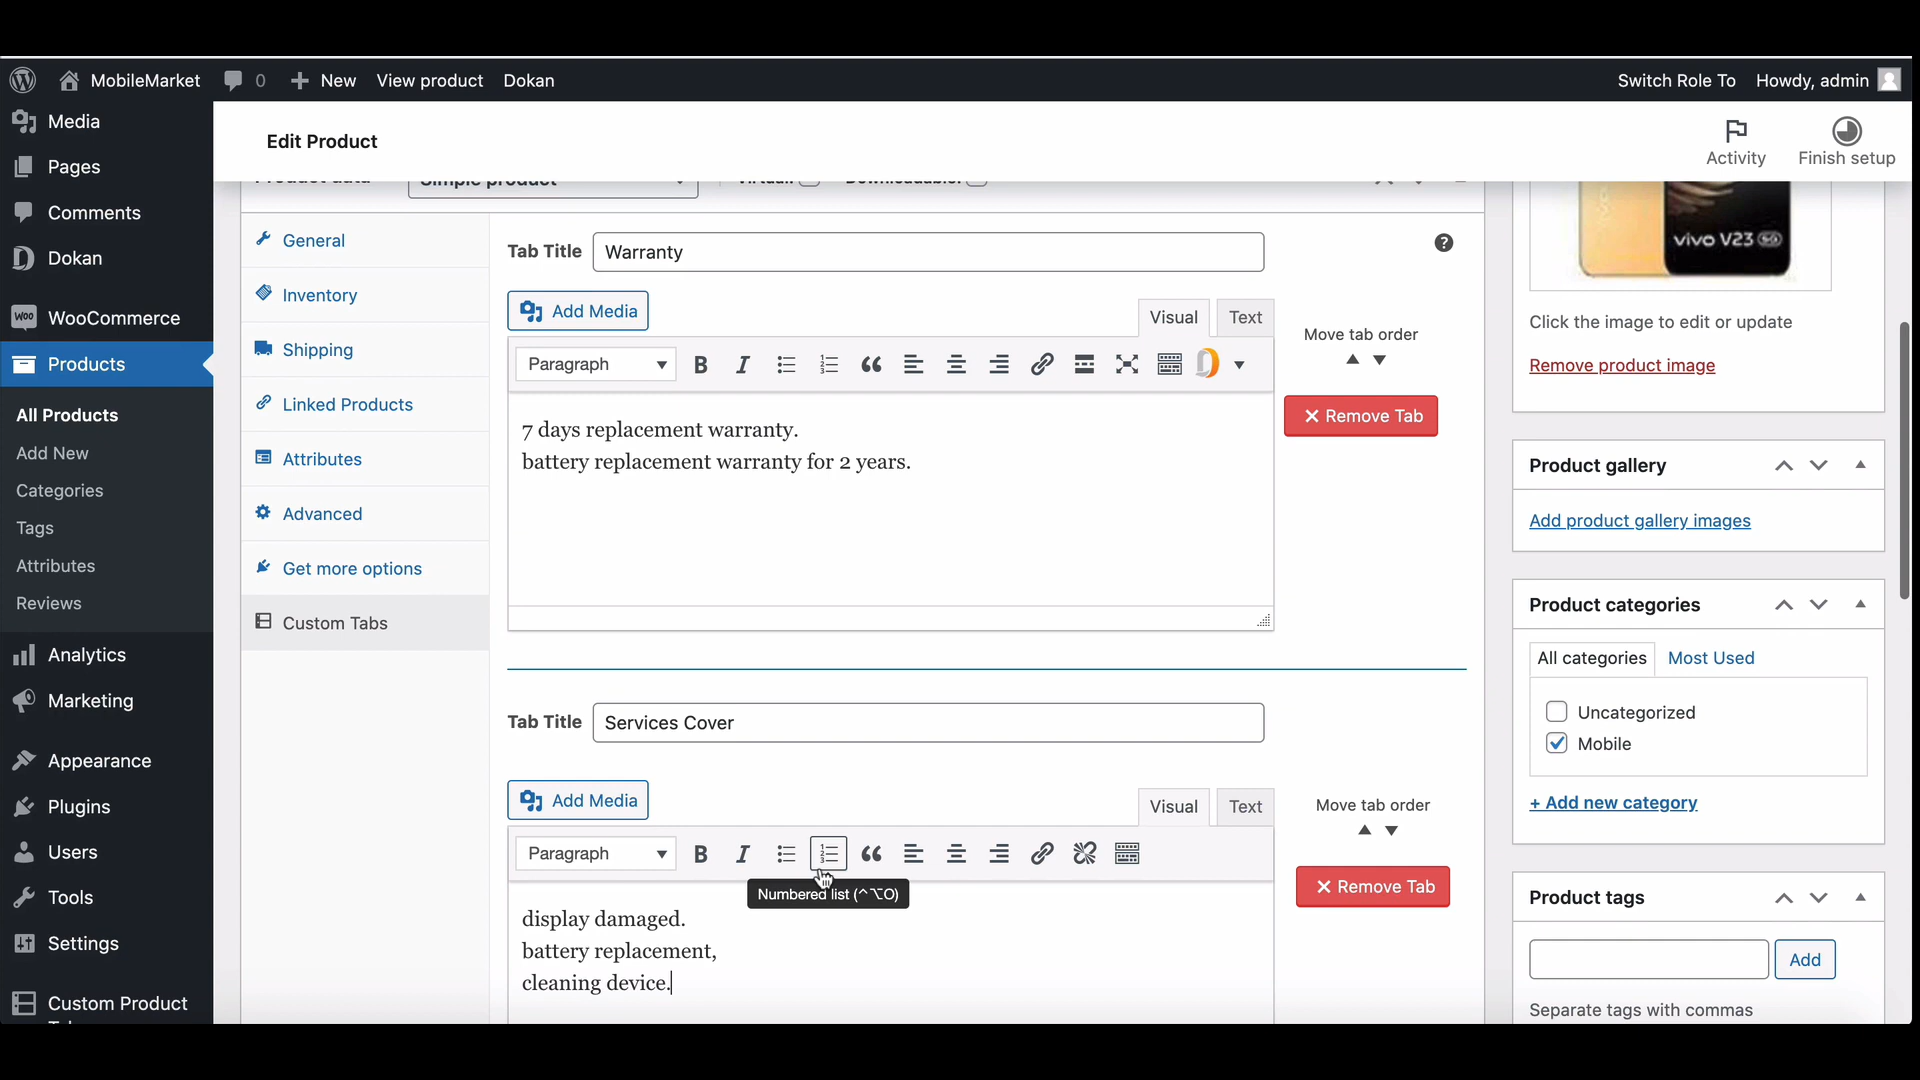 MobileMarket
0
New
View product
Dokan
Switch Role To
Howdy, admin
Media
Pages
Comments
Dokan
WooCommerce
Products
All Products
Add New
Categories
Tags
Attributes
Reviews
Analytics
Marketing
Appearance
Plugins
Users
Tools
Settings
Custom Product
Edit Product
Activity
Finish setup
Simple product
General
Inventory
Shipping
Linked Products
Attributes
Advanced
Get more options
Custom Tabs
Tab Title
Warranty
Add Media
Visual
Text
Paragraph
7 days replacement warranty.
battery replacement warranty for 2 years.
Move tab order
Remove Tab
Tab Title
Services Cover
Add Media
Visual
Text
Paragraph
Numbered list (^⌥O)
display damaged.
battery replacement,
cleaning device.
Move tab order
Remove Tab
vivo V23 5G
Click the image to edit or update
Remove product image
Product gallery
Add product gallery images
Product categories
All categories
Most Used
Uncategorized
Mobile
+ Add new category
Product tags
Add
Separate tags with commas